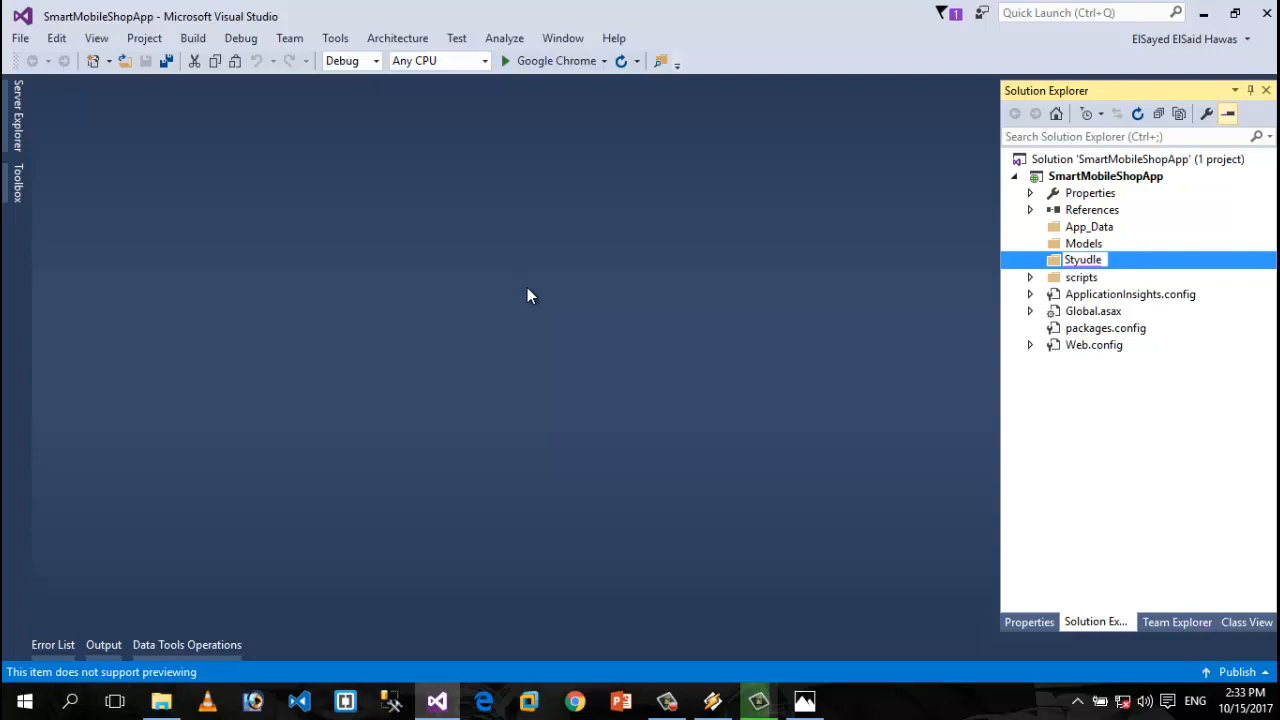 SmartMobileShopApp - Microsoft Visual Studio
1
Quick Launch (Ctrl+Q)
File Edit View Project Build Debug Team Tools Architecture Test Analyze Window Help
ElSayed ElSaid Hawas
Debug Any CPU Google Chrome
Server Explorer
Toolbox
Solution Explorer
Search Solution Explorer (Ctrl+;)
Solution 'SmartMobileShopApp' (1 project)
SmartMobileShopApp
Properties
References
App_Data
Models
Styudle
scripts
ApplicationInsights.config
Global.asax
packages.config
Web.config
Properties Solution Ex... Team Explorer Class View
Error List Output Data Tools Operations
This item does not support previewing
Publish
ENG
2:33 PM
10/15/2017